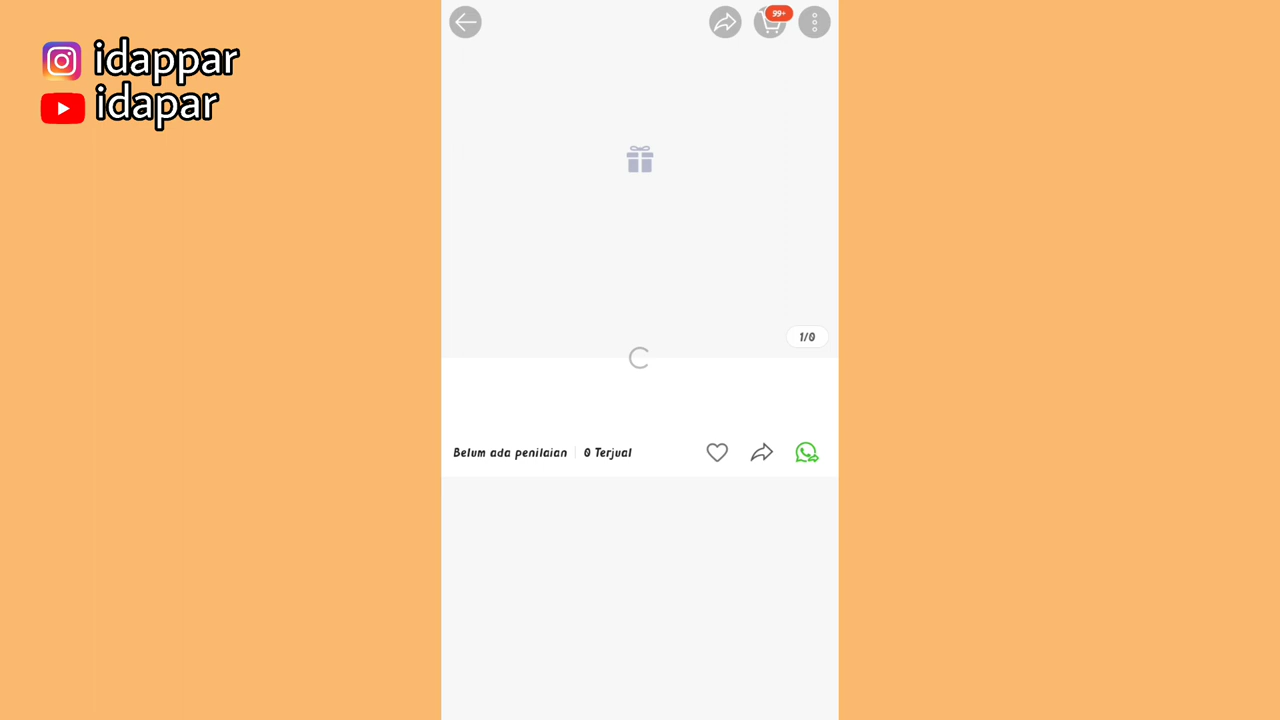 idappar
idapar
99+
1/0
Belum ada penilaian
0 Terjual